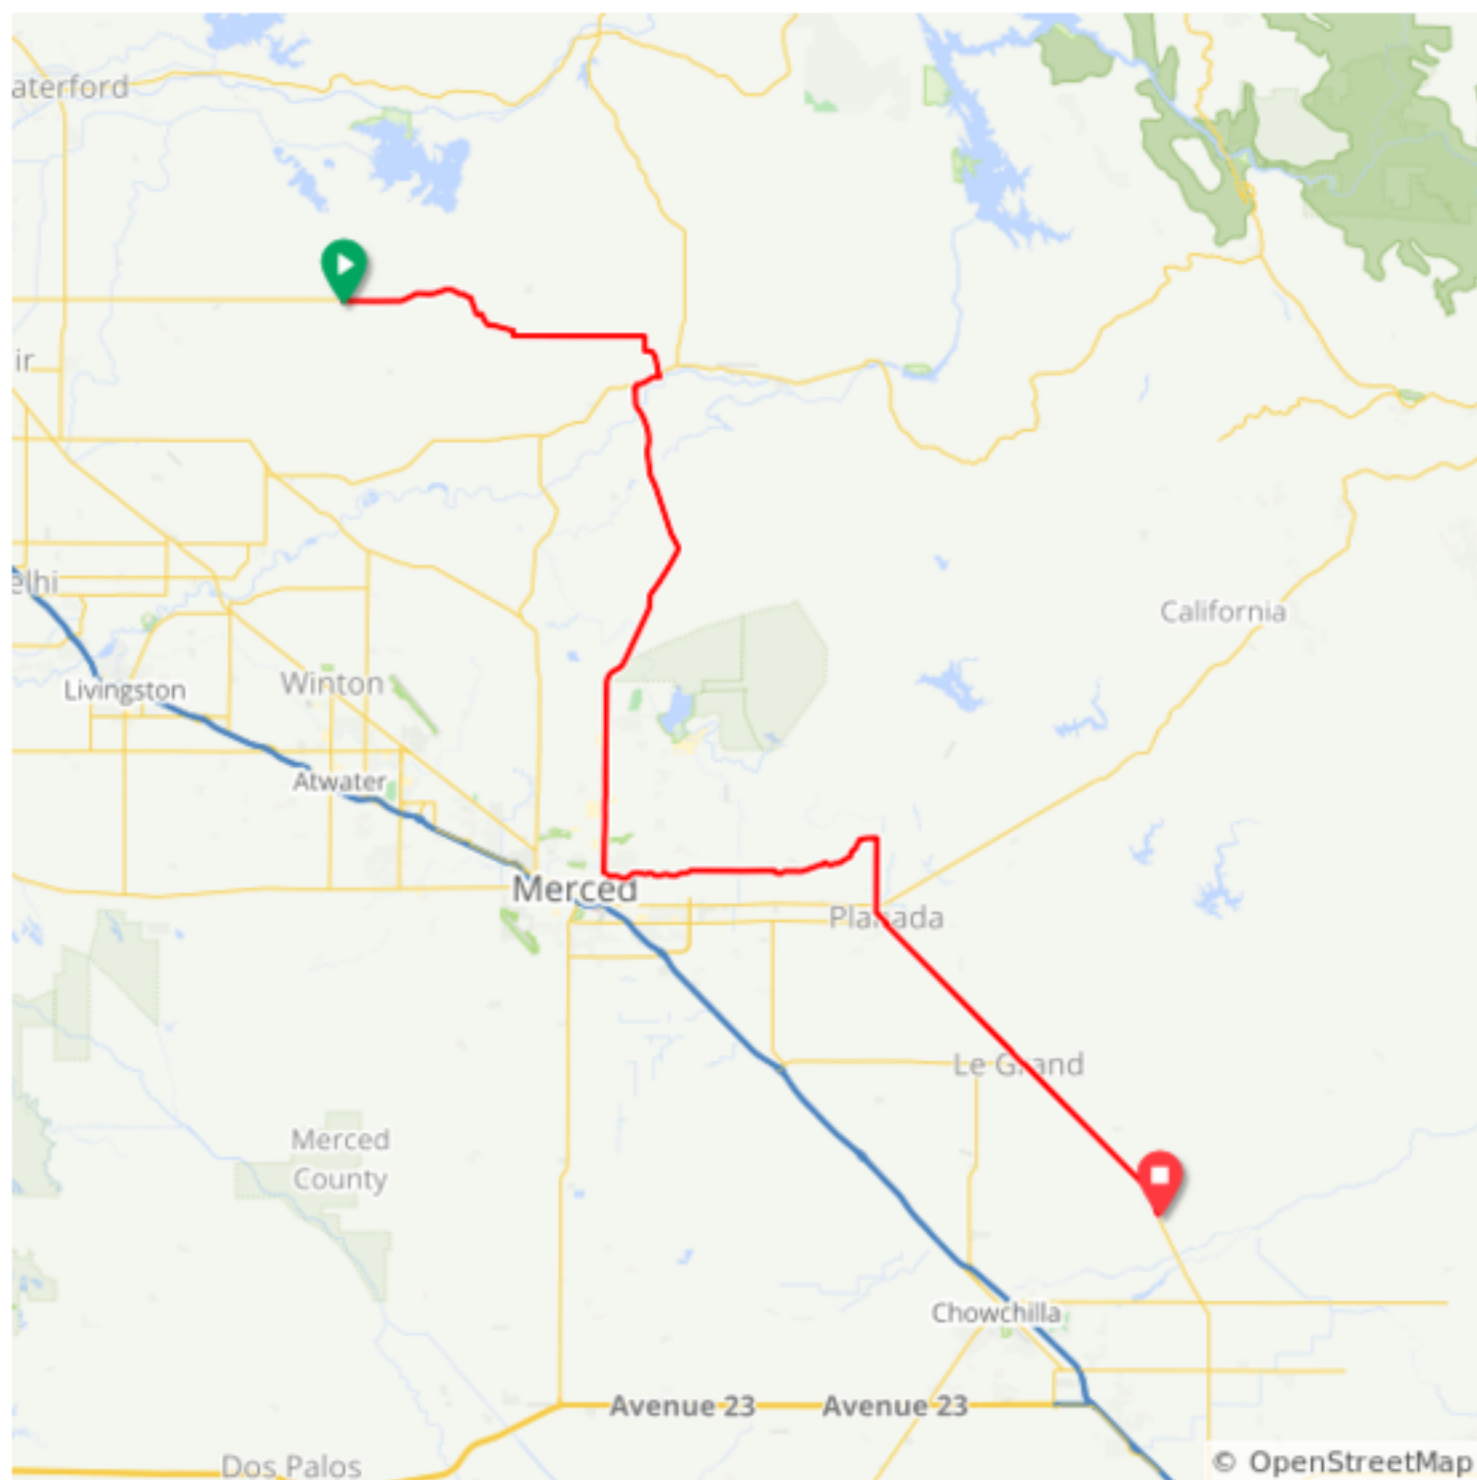 aterford
ir
elhi
California
Livingston
Winton
Atwater
Merced
Planada
Le Grand
Merced
County
Chowchilla
Avenue 23
Avenue 23
Dos Palos
© OpenStreetMap